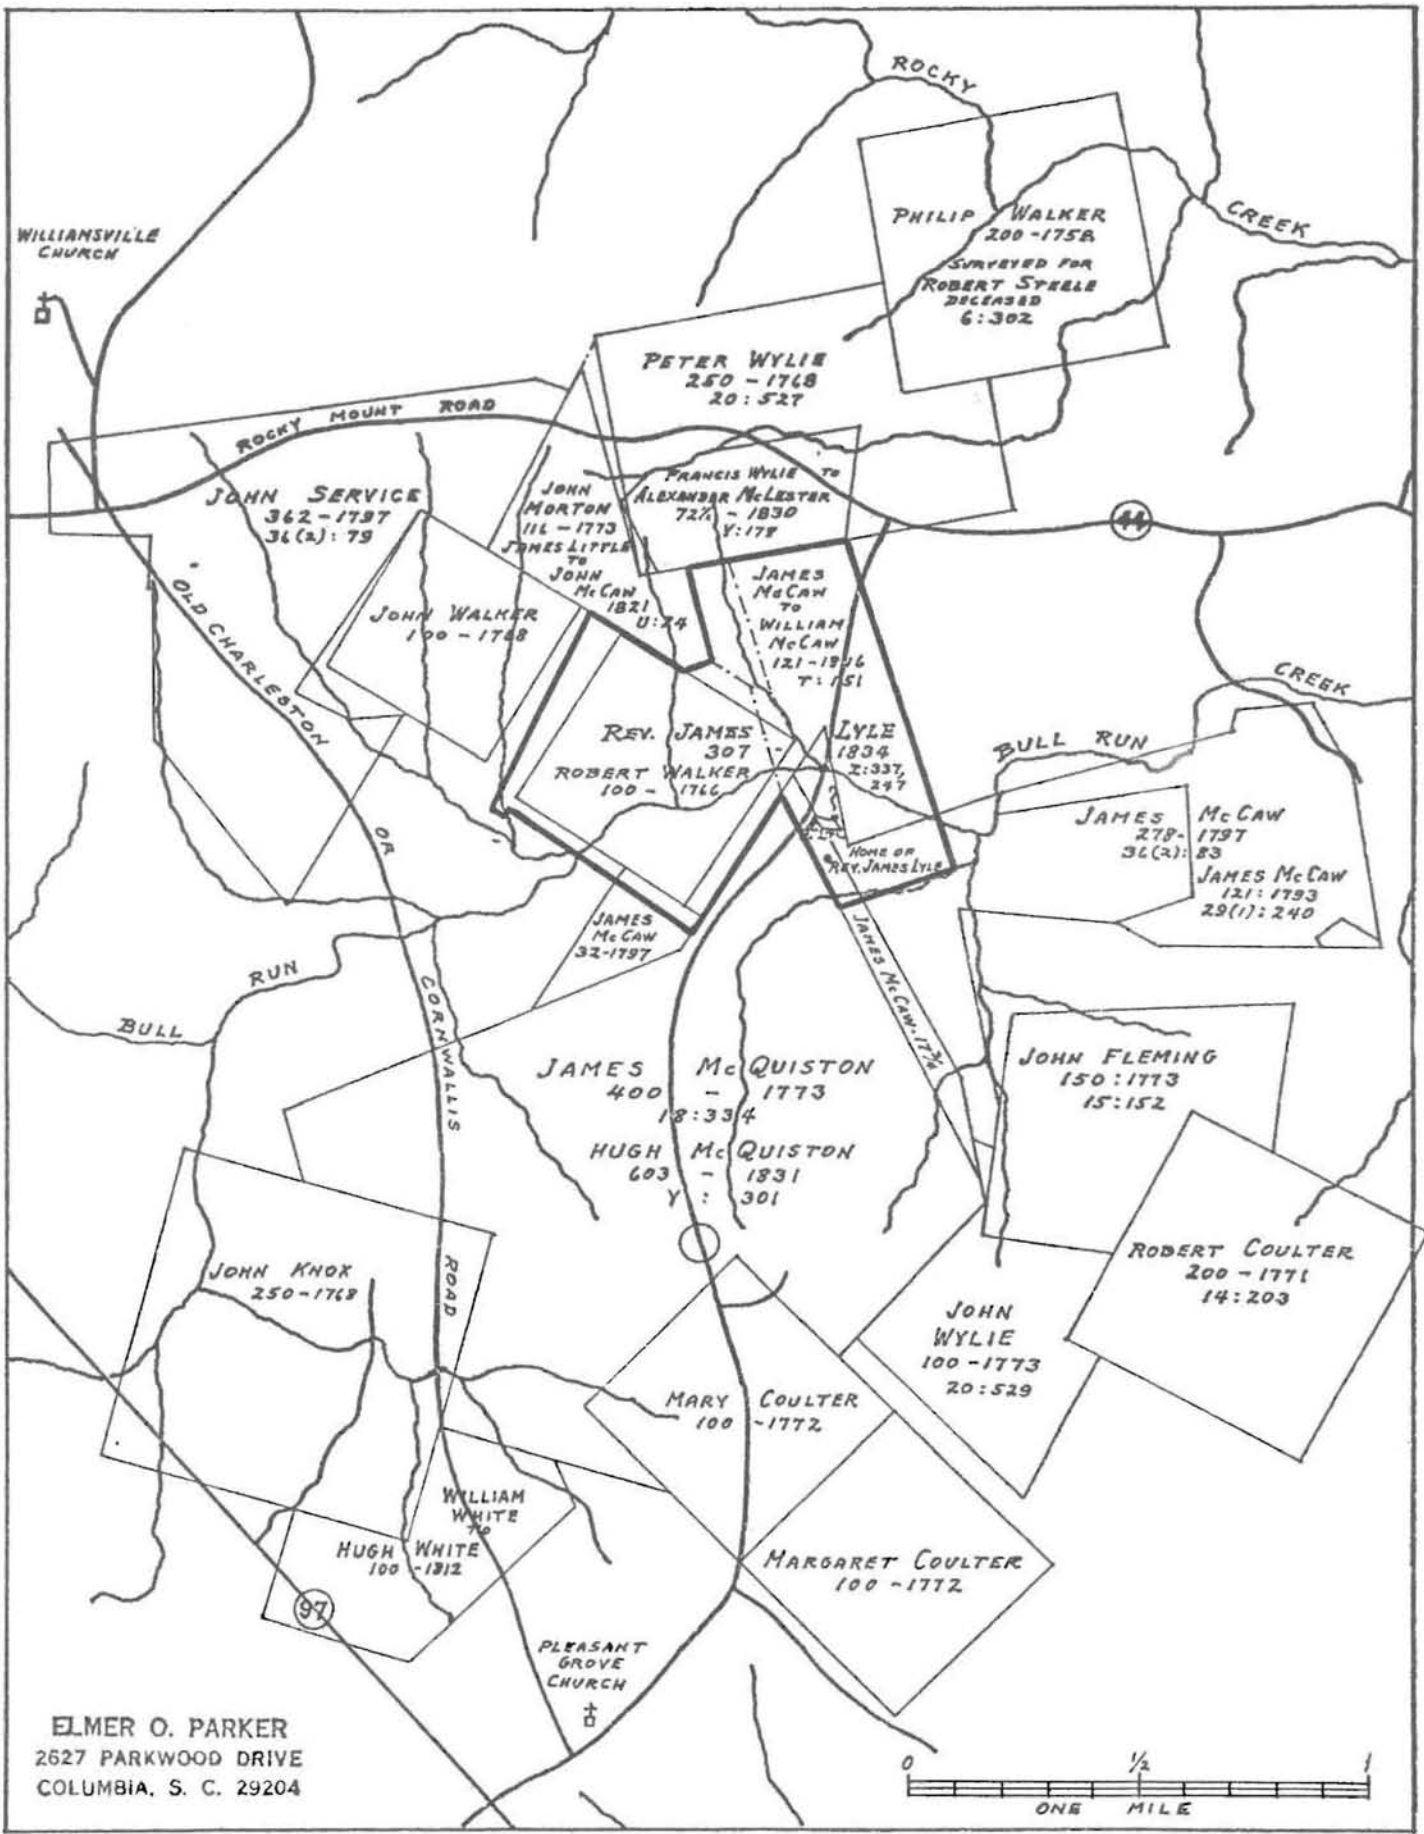 ROCKY
CREEK
WILLIAMSVILLE
CHURCH
PHILIP WALKER
200-1758
SURVEYED FOR
ROBERT STEELE
DECEASED
6:302
PETER WYLIE
250 - 1768
20:527
ROCKY MOUNT ROAD
FRANCIS WYLIE TO
ALEXANDER McLESTER
72½ - 1830
Y:178
44
JOHN SERVICE
362-1797
36(2):79
JOHN
MORTON
116-1773
JAMES LITTLE
TO
JOHN
McCAW
1821
U:24
JAMES
McCAW
TO
WILLIAM
McCAW
121-1816
T:151
JOHN WALKER
100-1768
OLD CHARLESTON
OR
CORNWALLIS
ROAD
REV. JAMES LYLE
307 - 1834
Z:337,
247
ROBERT WALKER
100 - 1766
HOME OF
REV. JAMES LYLE
BULL RUN
CREEK
JAMES McCAW
278-1797
36(2):83
JAMES McCAW
121:1793
29(1):240
JAMES
McCAW
32-1797
JAMES McCAW-17¾
RUN
BULL
JAMES McQUISTON
400 - 1773
18:334
HUGH McQUISTON
603 - 1831
Y : 301
JOHN FLEMING
150:1773
15:152
ROBERT COULTER
200-1771
14:203
JOHN KNOX
250-1768
JOHN
WYLIE
100-1773
20:529
MARY COULTER
100 -1772
WILLIAM
WHITE
TO
HUGH WHITE
100-1812
97
MARGARET COULTER
100-1772
PLEASANT
GROVE
CHURCH
ELMER O. PARKER
2627 PARKWOOD DRIVE
COLUMBIA, S. C. 29204
0 ½ 1
ONE MILE